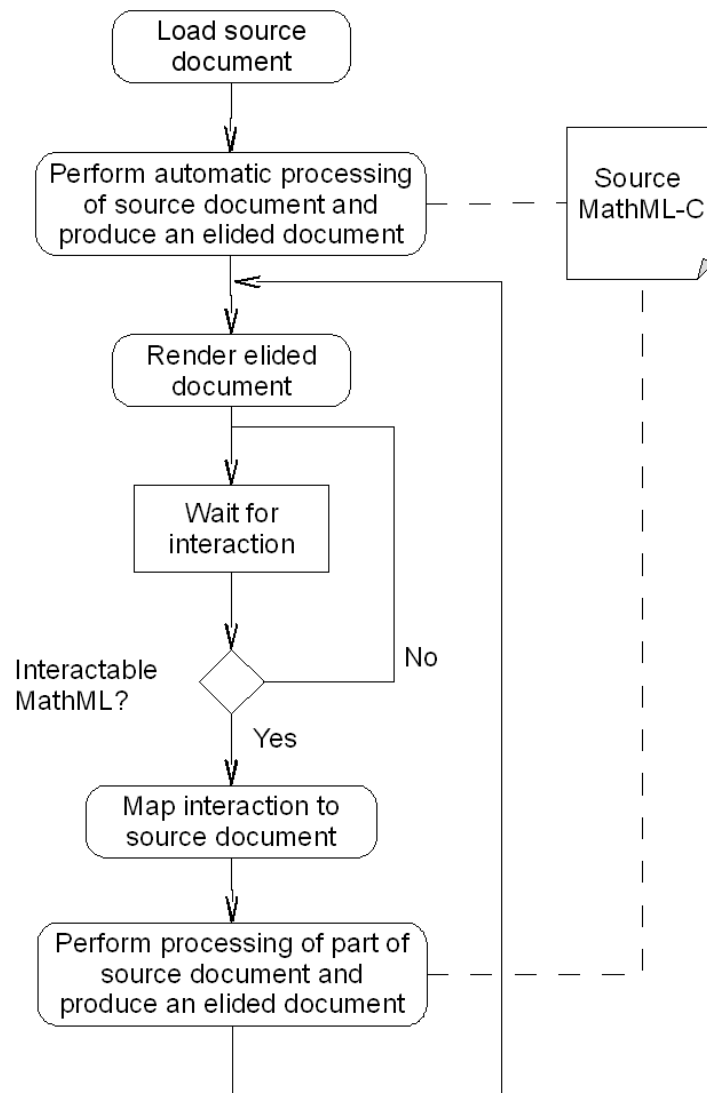 Load source
document
Perform automatic processing
of source document and
produce an elided document
Source
MathML-C
Render elided
document
Wait for
interaction
Interactable
MathML?
No
Yes
Map interaction to
source document
Perform processing of part of
source document and
produce an elided document